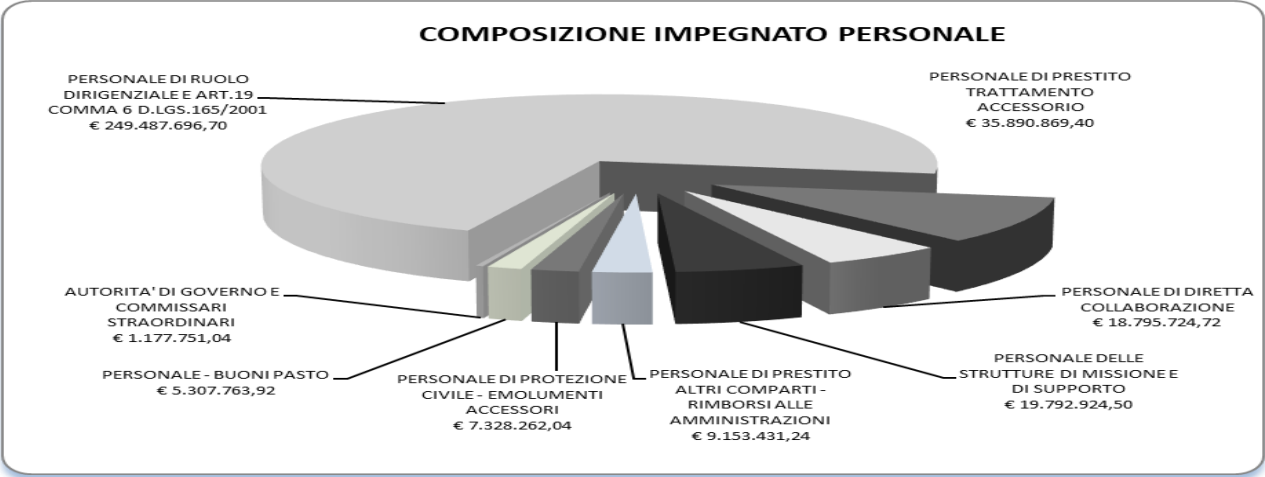 COMPOSIZIONE IMPEGNATO PERSONALE
PERSONALE DI RUOLO
DIRIGENZIALE E ART.19
COMMA 6 D.LGS.165/2001
€ 249.487.696,70
PERSONALE DI PRESTITO
TRATTAMENTO
ACCESSORIO
€ 35.890.869,40
AUTORITA' DI GOVERNO E
COMMISSARI
STRAORDINARI
€ 1.177.751,04
PERSONALE DI DIRETTA
COLLABORAZIONE
€ 18.795.724,72
PERSONALE - BUONI PASTO
€ 5.307.763,92
PERSONALE DI PROTEZIONE
CIVILE - EMOLUMENTI
ACCESSORI
€ 7.328.262,04
PERSONALE DI PRESTITO
ALTRI COMPARTI -
RIMBORSI ALLE
AMMINISTRAZIONI
€ 9.153.431,24
PERSONALE DELLE
STRUTTURE DI MISSIONE E
DI SUPPORTO
€ 19.792.924,50